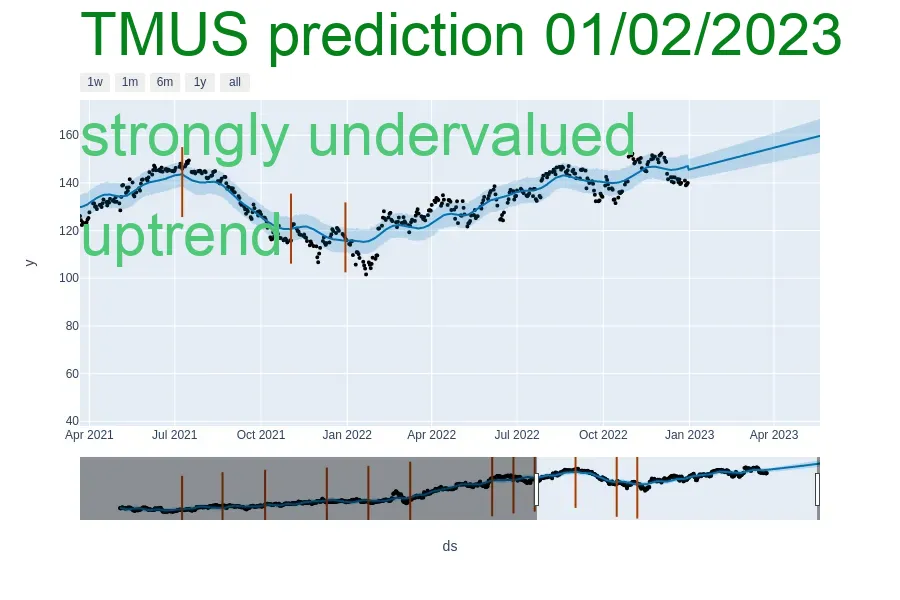 TMUS prediction 01/02/2023
1w 1m 6m 1y all
strongly undervalued
uptrend
160
140
120
100
80
60
40
y
Apr 2021 Jul 2021 Oct 2021 Jan 2022 Apr 2022 Jul 2022 Oct 2022 Jan 2023 Apr 2023
ds